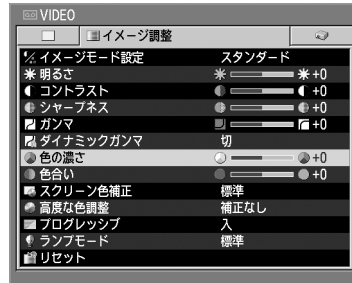 VIDEO
イメージ調整
イメージモード設定 スタンダード
明るさ +0
コントラスト +0
シャープネス +0
ガンマ +0
ダイナミックガンマ 切
色の濃さ +0
色合い +0
スクリーン色補正 標準
高度な色調整 補正なし
プログレッシブ 入
ランプモード 標準
リセット